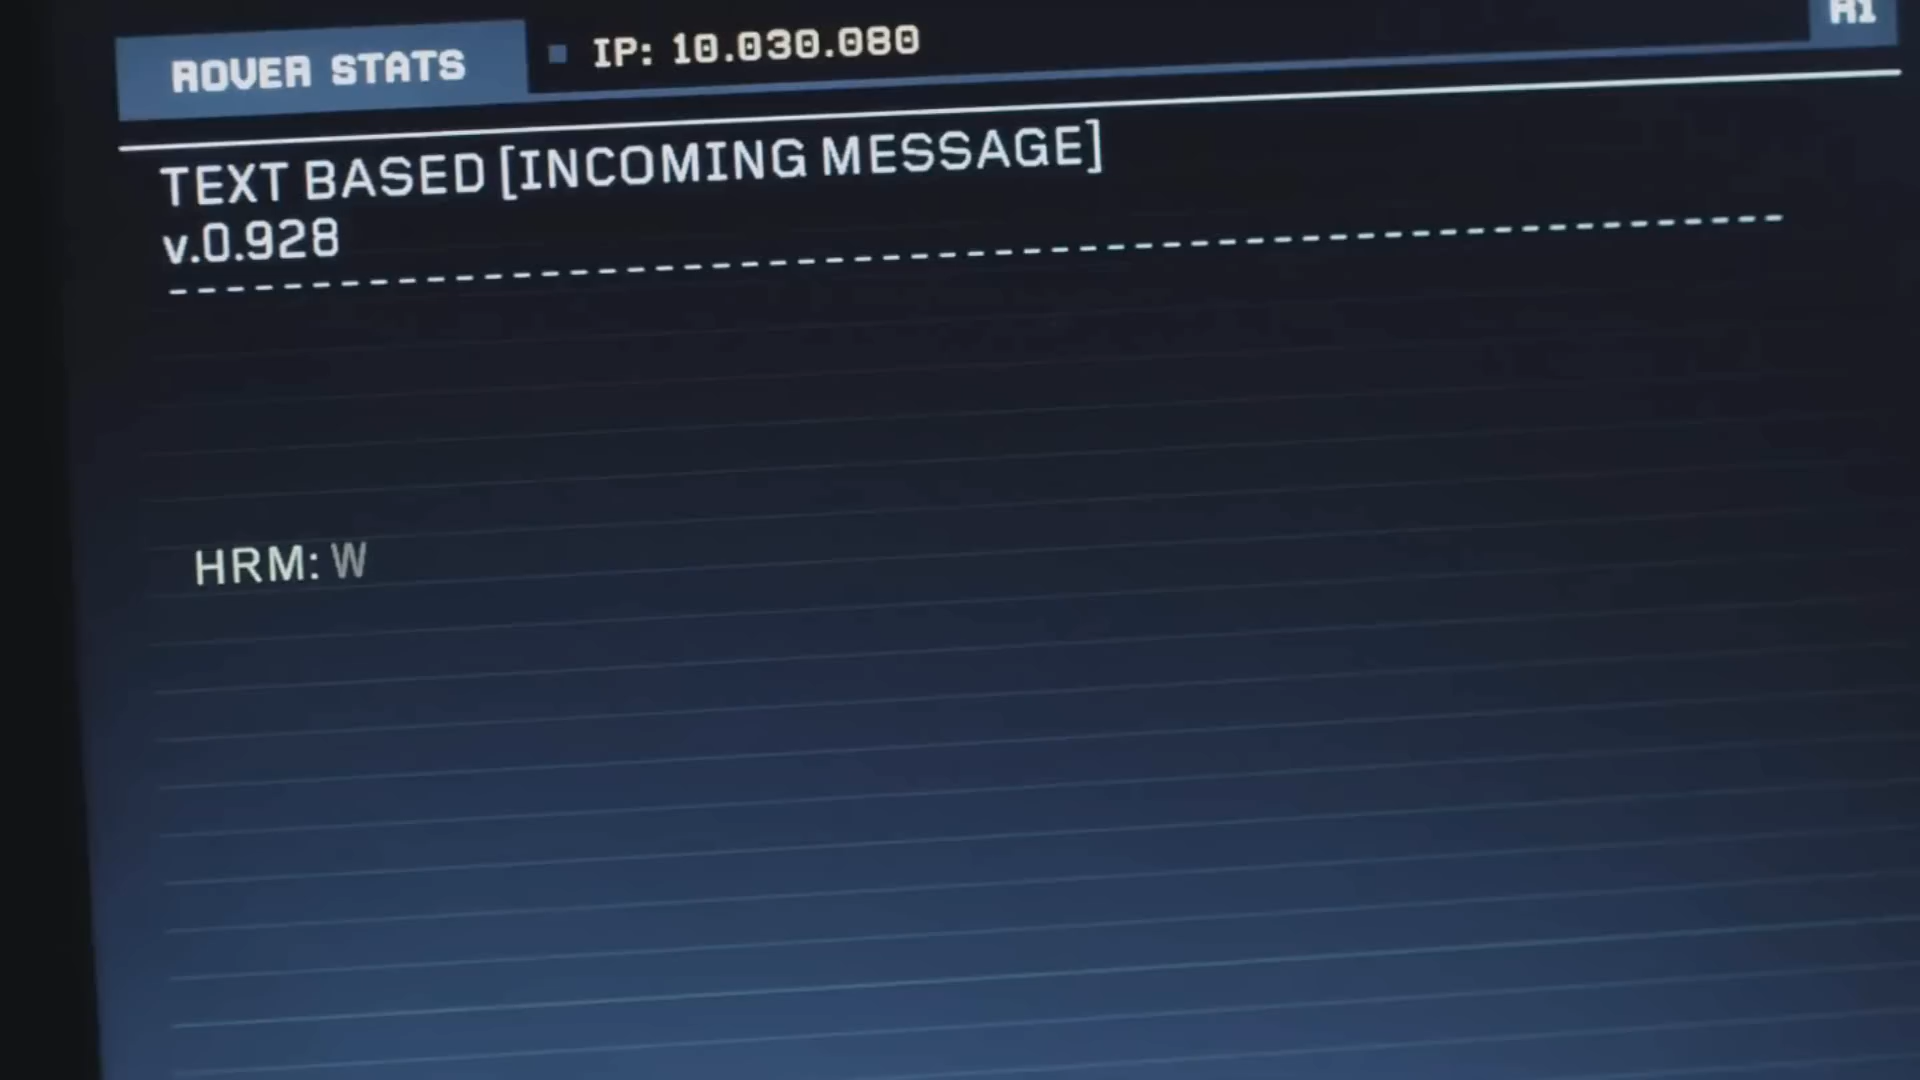 ROVER STATS
IP: 10.030.080
TEXT BASED [INCOMING MESSAGE]
v.0.928
HRM: W